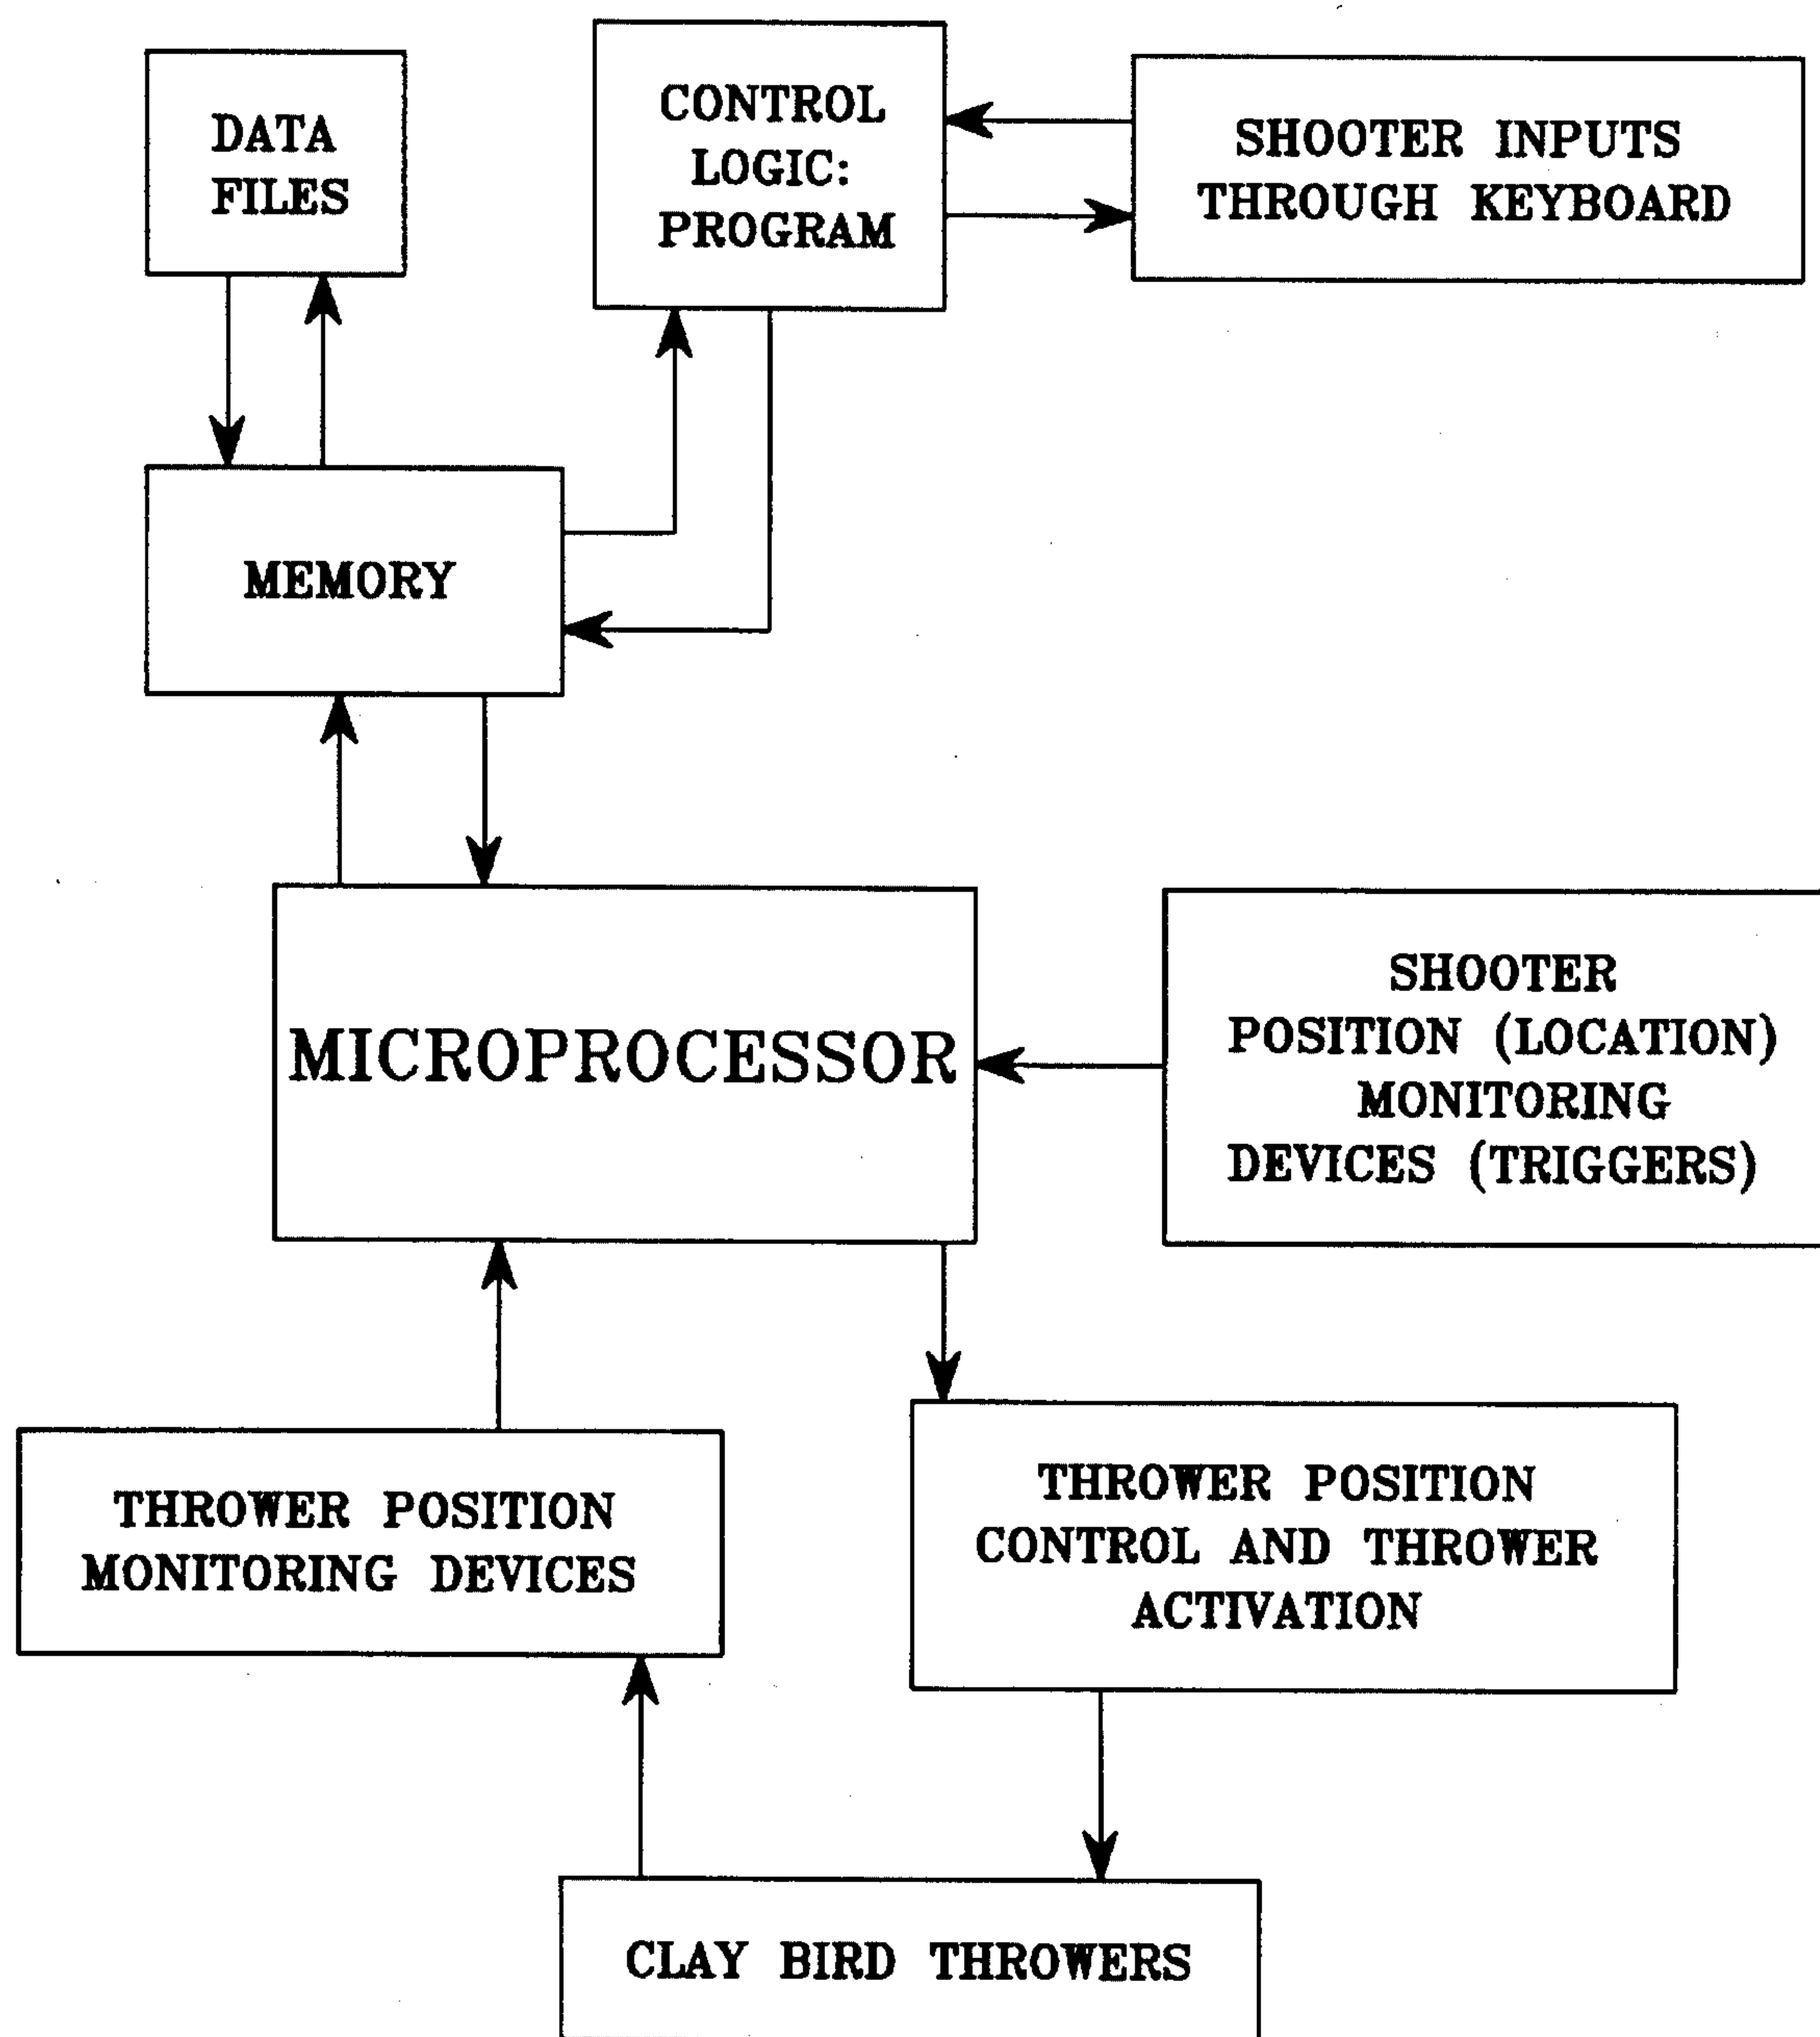 DATA
FILES
CONTROL
LOGIC:
PROGRAM
SHOOTER INPUTS
THROUGH KEYBOARD
MEMORY
MICROPROCESSOR
SHOOTER
POSITION (LOCATION)
MONITORING
DEVICES (TRIGGERS)
THROWER POSITION
MONITORING DEVICES
THROWER POSITION
CONTROL AND THROWER
ACTIVATION
CLAY BIRD THROWERS